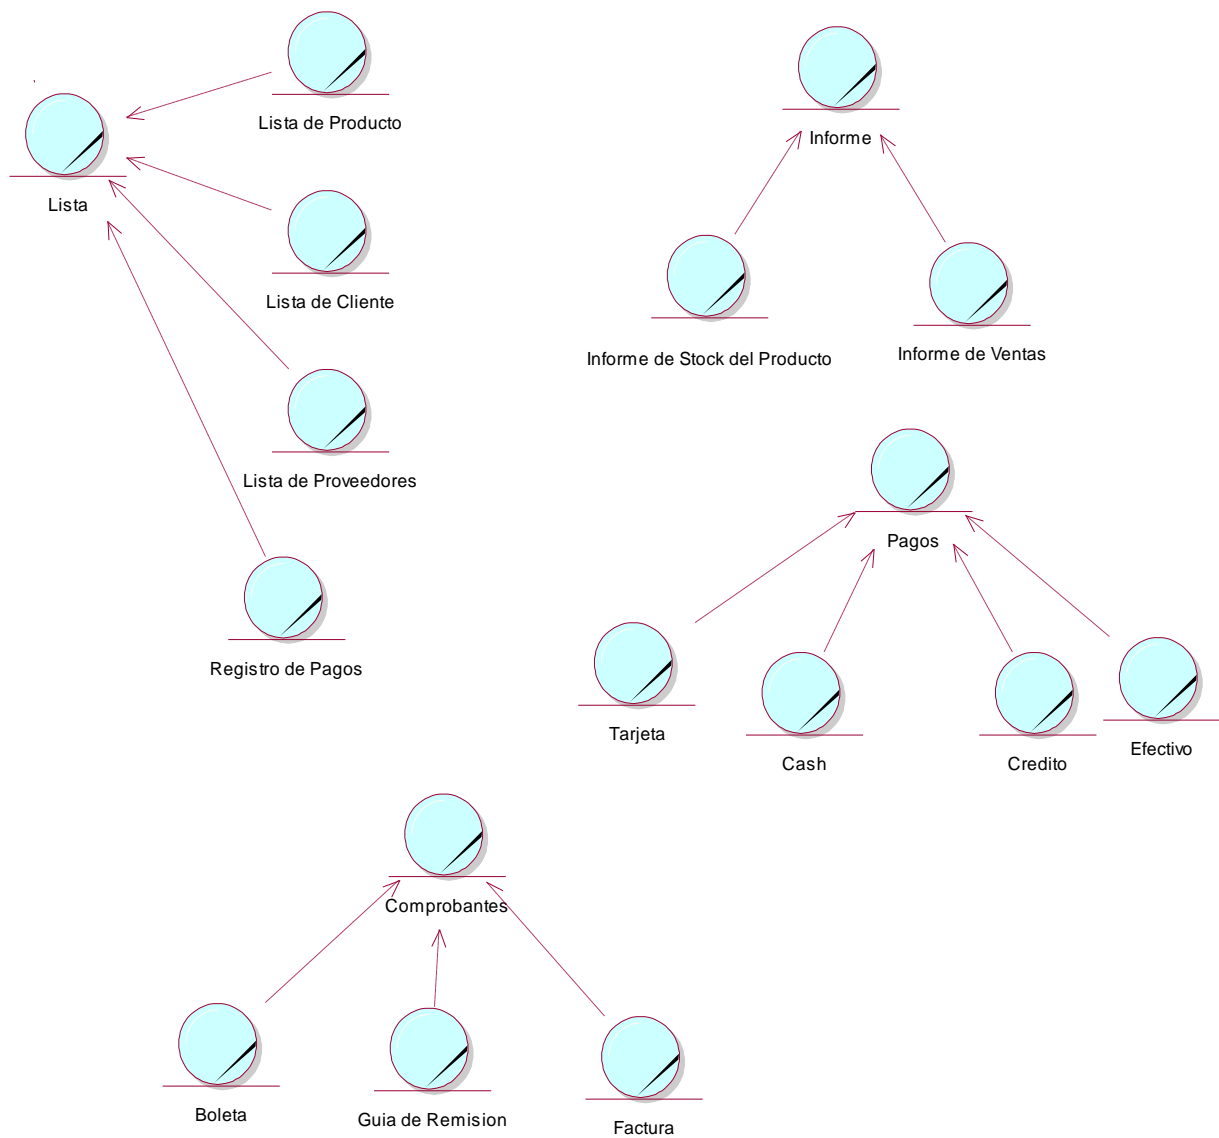 Lista de Producto
Lista
Lista de Cliente
Lista de Proveedores
Registro de Pagos
Informe
Informe de Stock del Producto
Informe de Ventas
Pagos
Tarjeta
Cash
Credito
Efectivo
Comprobantes
Boleta
Guia de Remision
Factura